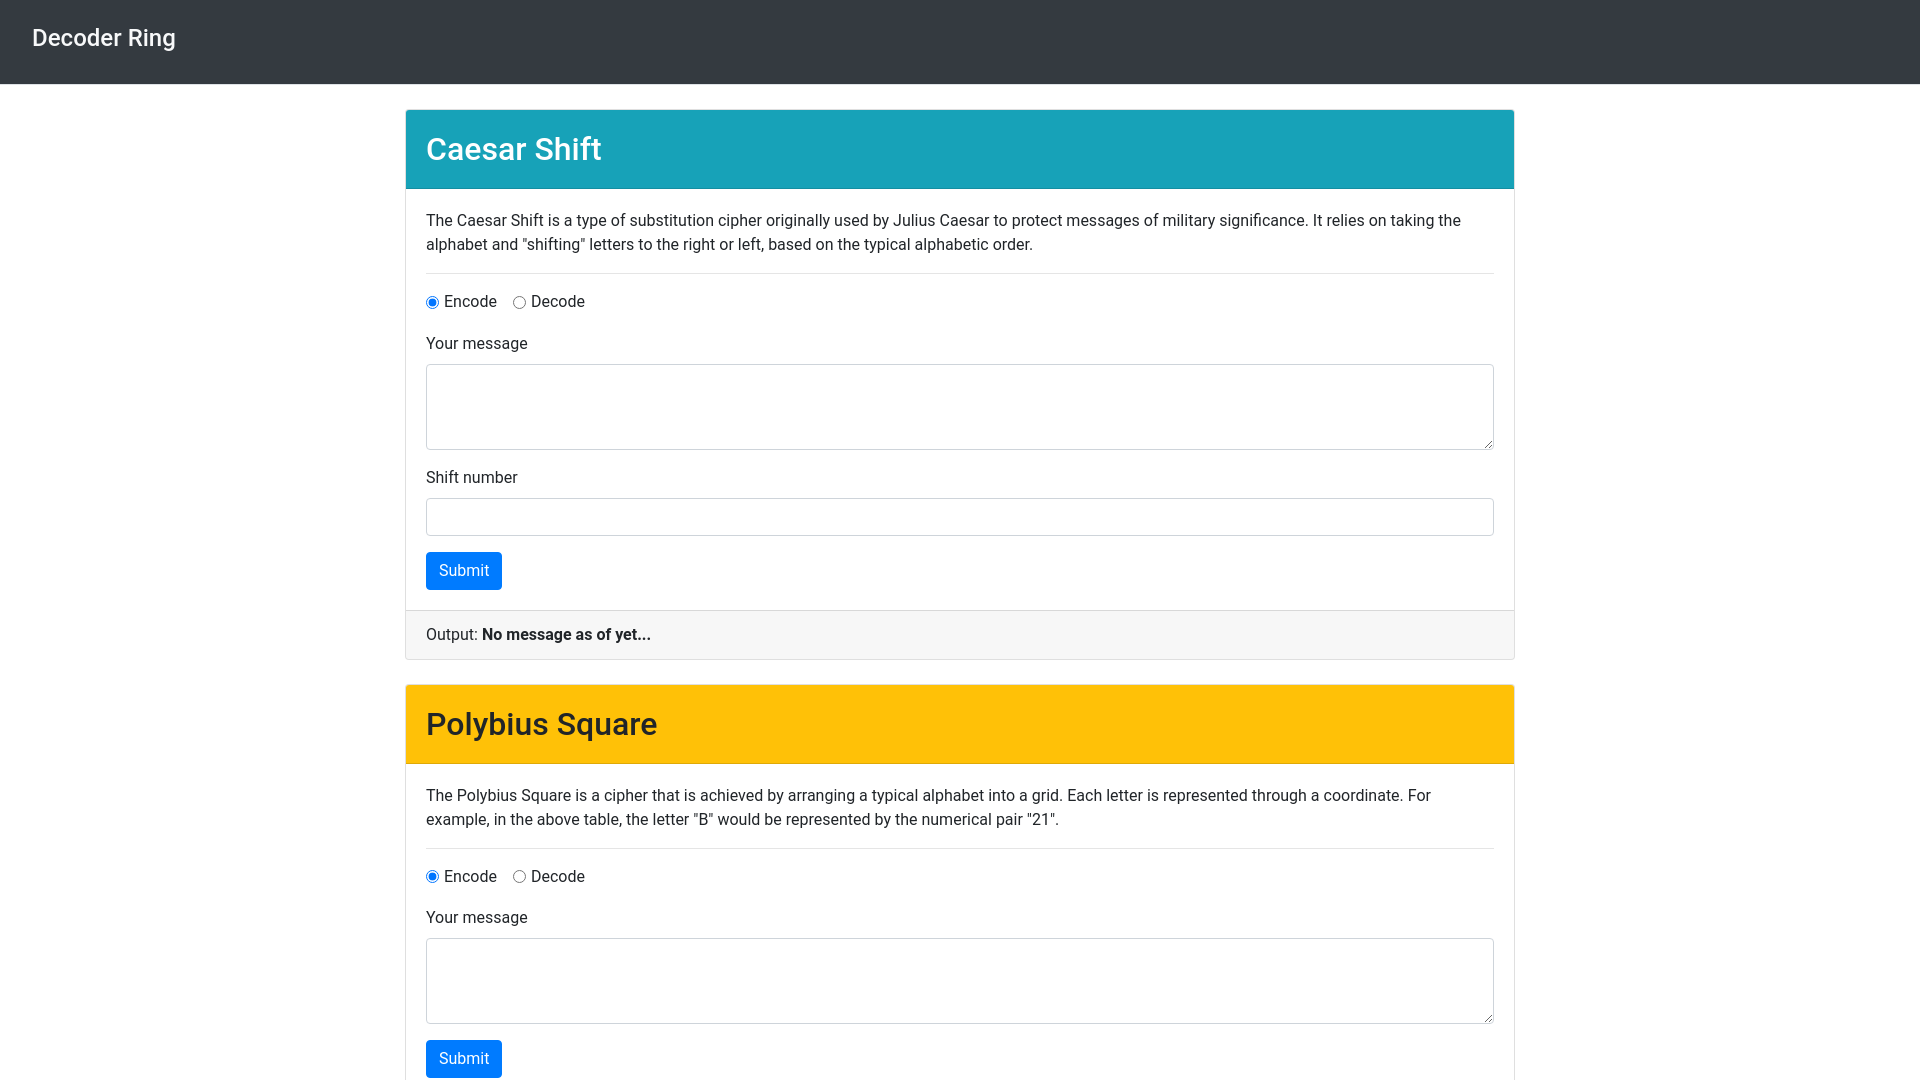 Decoder Ring
Caesar Shift
The Caesar Shift is a type of substitution cipher originally used by Julius Caesar to protect messages of military significance. It relies on taking the
alphabet and "shifting" letters to the right or left, based on the typical alphabetic order.
Encode Decode
Your message
Shift number
Submit
Output: No message as of yet...
Polybius Square
The Polybius Square is a cipher that is achieved by arranging a typical alphabet into a grid. Each letter is represented through a coordinate. For
example, in the above table, the letter "B" would be represented by the numerical pair "21".
Encode Decode
Your message
Submit